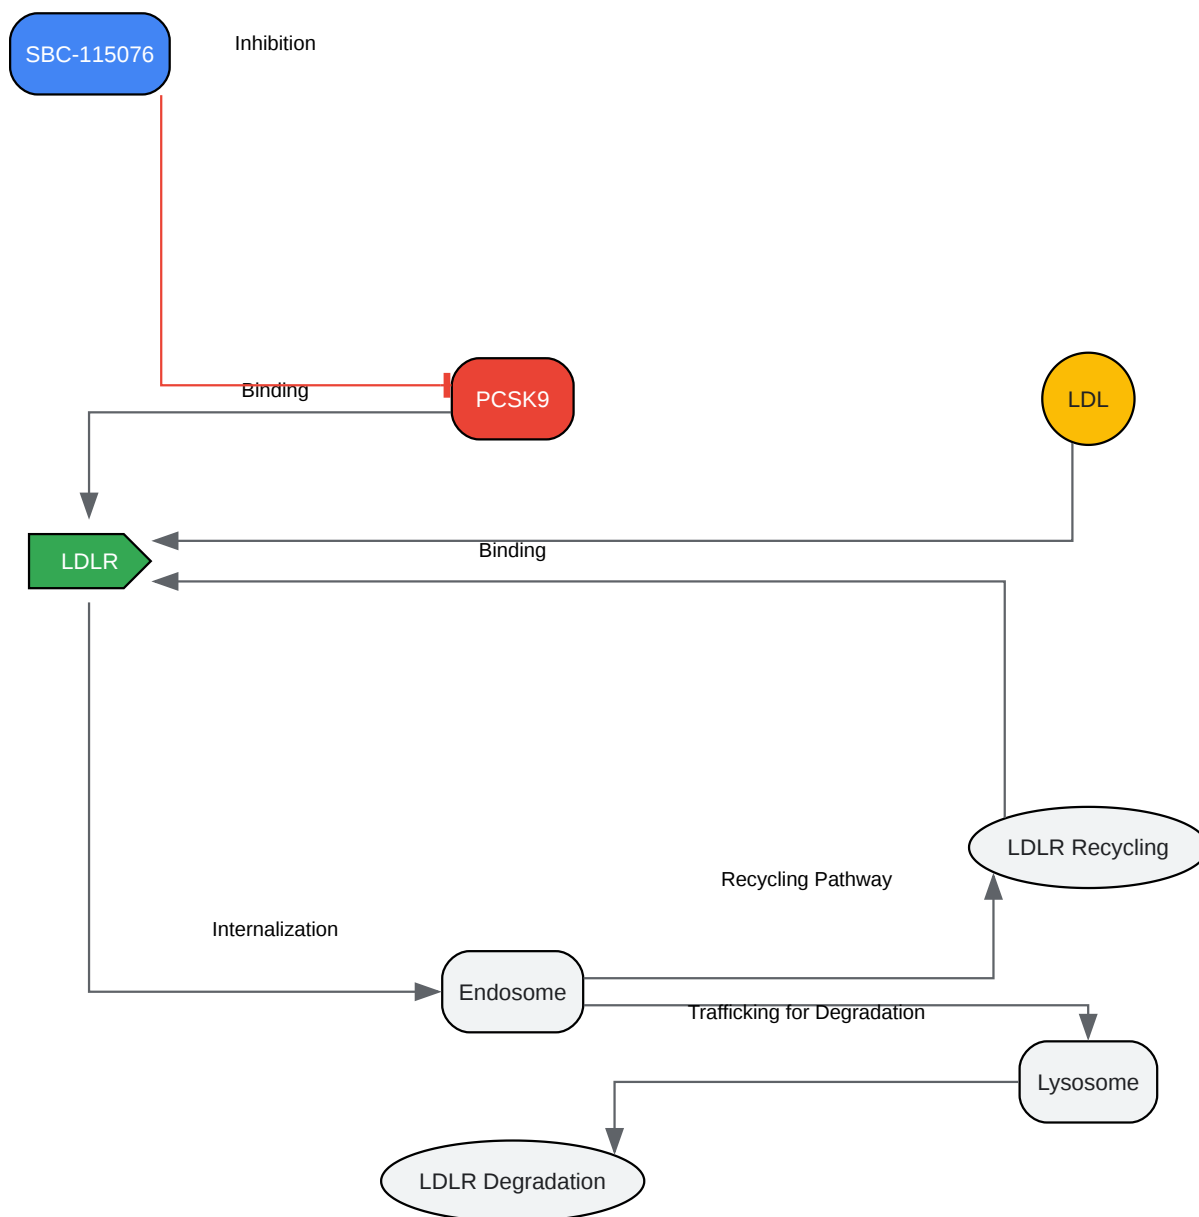 SBC-115076
Inhibition
Binding
PCSK9
LDL
LDLR
Binding
LDLR Recycling
Recycling Pathway
Internalization
Endosome
Trafficking for Degradation
Lysosome
LDLR Degradation